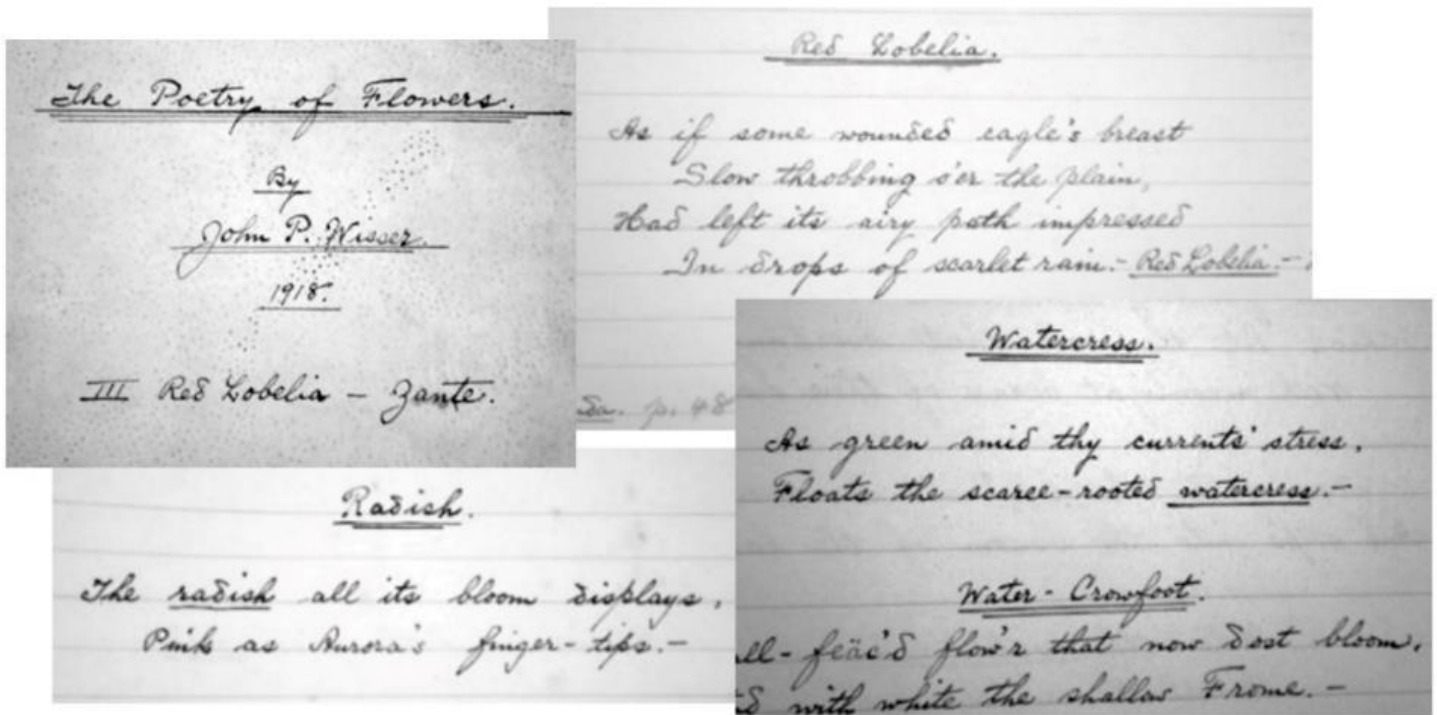 The Poetry of Flowers.
By
John P. Wisser.
1918.
III Red Lobelia – Zante.
Red Lobelia.
As if some wounded eagle's breast
Slow throbbing o'er the plain,
Had left its airy path impressed
In drops of scarlet rain.– Red Lobelia.–
p. 48
Radish.
The radish all its bloom displays,
Pink as Aurora's finger-tips.–
Watercress.
As green amid thy currents' stress,
Floats the scarce-rooted watercress.–
Water-Crowfoot.
flow'r that now dost bloom,
with white the shallow Frome.–